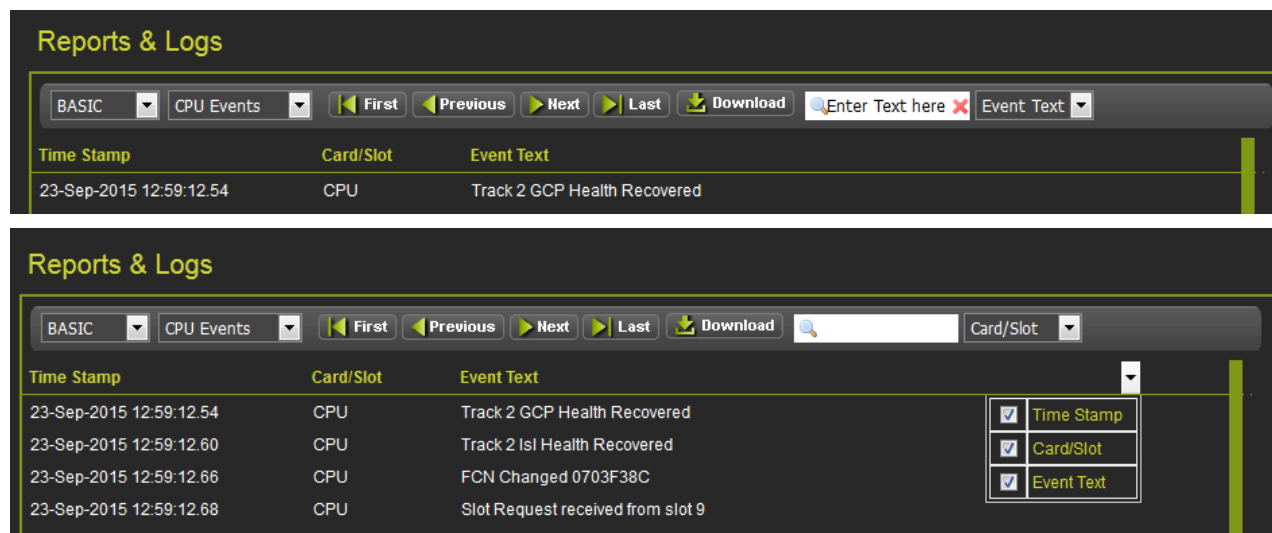 Reports & Logs
BASIC CPU Events First Previous Next Last Download Enter Text here Event Text
Time Stamp Card/Slot Event Text
23-Sep-2015 12:59:12.54 CPU Track 2 GCP Health Recovered
Reports & Logs
BASIC CPU Events First Previous Next Last Download Card/Slot
Time Stamp Card/Slot Event Text
23-Sep-2015 12:59:12.54 CPU Track 2 GCP Health Recovered Time Stamp
23-Sep-2015 12:59:12.60 CPU Track 2 Isl Health Recovered Card/Slot
23-Sep-2015 12:59:12.66 CPU FCN Changed 0703F38C Event Text
23-Sep-2015 12:59:12.68 CPU Slot Request received from slot 9